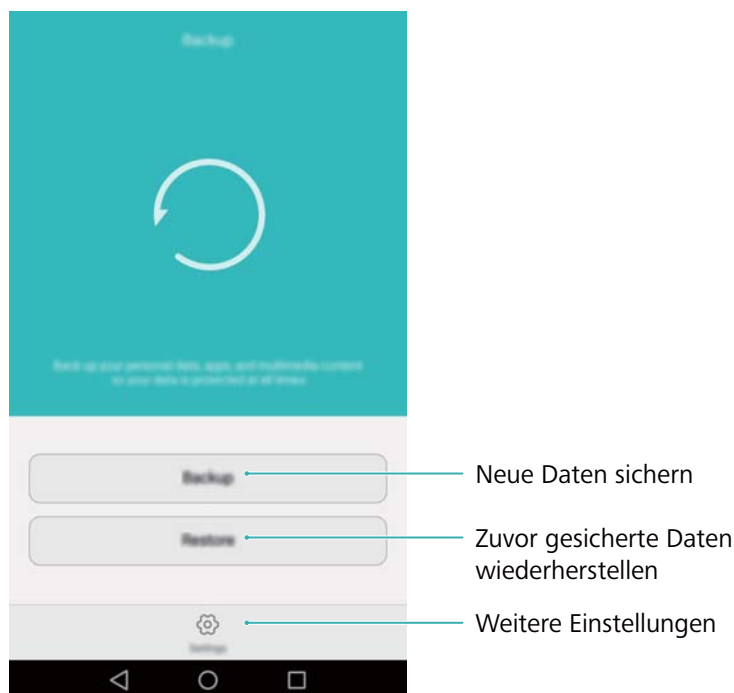 Backup
Back up your personal data, apps, and multimedia content
so your data is protected at all times
Backup
Neue Daten sichern
Restore
Zuvor gesicherte Daten
wiederherstellen
Settings
Weitere Einstellungen